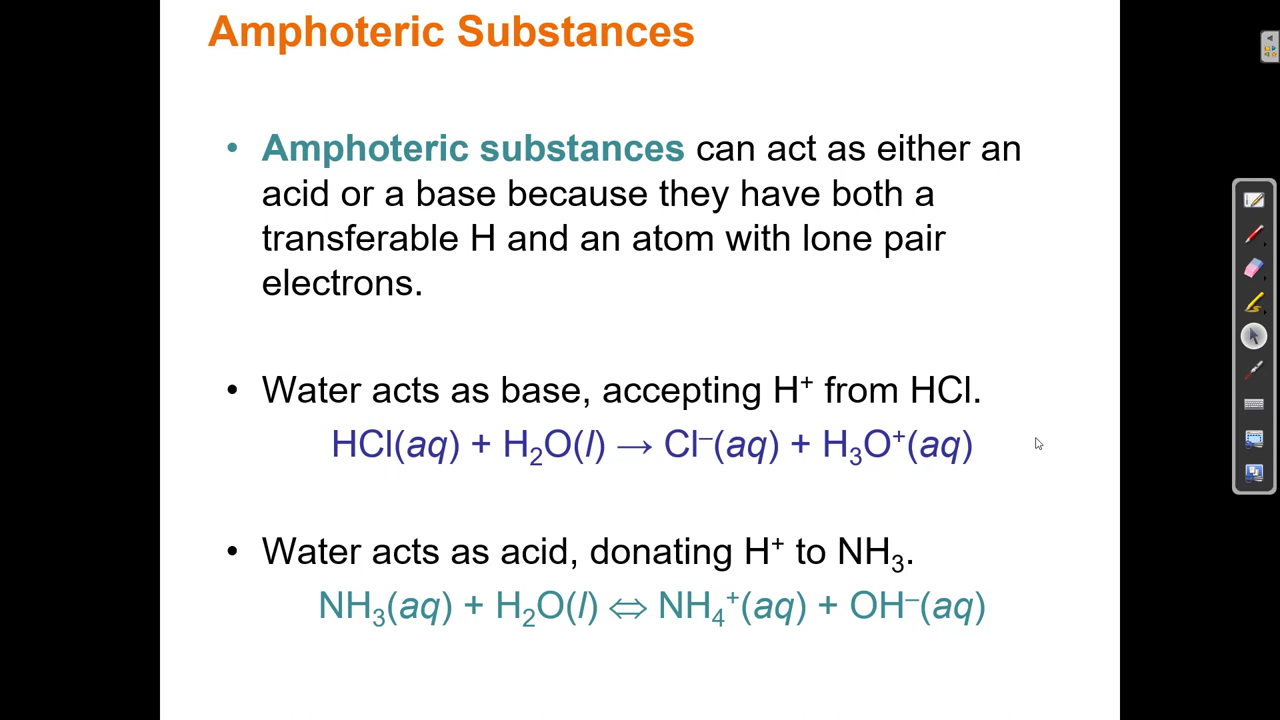 Amphoteric Substances
• Amphoteric substances can act as either an
acid or a base because they have both a
transferable H and an atom with lone pair
electrons.
• Water acts as base, accepting H⁺ from HCl.
HCl(aq) + H₂O(l) → Cl⁻(aq) + H₃O⁺(aq)
• Water acts as acid, donating H⁺ to NH₃.
NH₃(aq) + H₂O(l) ⇔ NH₄⁺(aq) + OH⁻(aq)